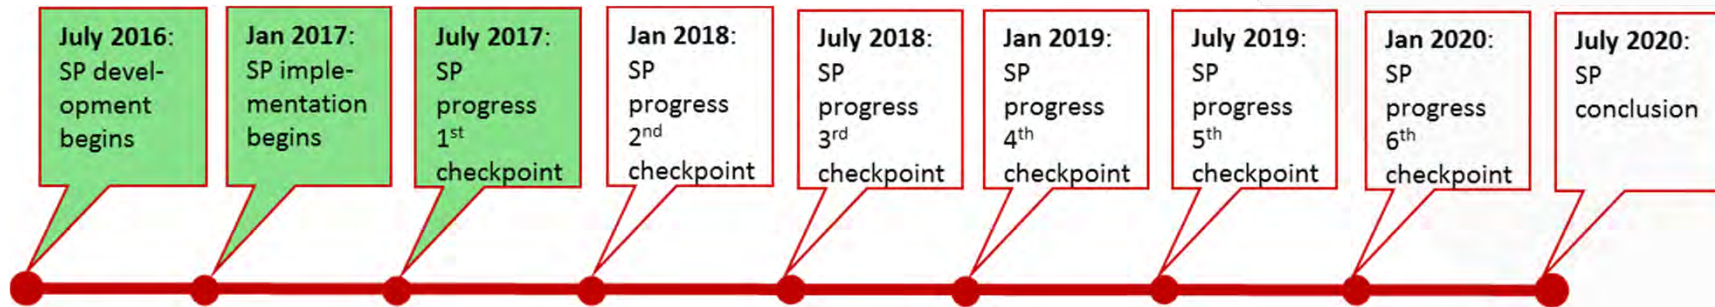 July 2016:
SP devel-
opment
begins
Jan 2017:
SP imple-
mentation
begins
July 2017:
SP
progress
1st
checkpoint
Jan 2018:
SP
progress
2nd
checkpoint
July 2018:
SP
progress
3rd
checkpoint
Jan 2019:
SP
progress
4th
checkpoint
July 2019:
SP
progress
5th
checkpoint
Jan 2020:
SP
progress
6th
checkpoint
July 2020:
SP
conclusion